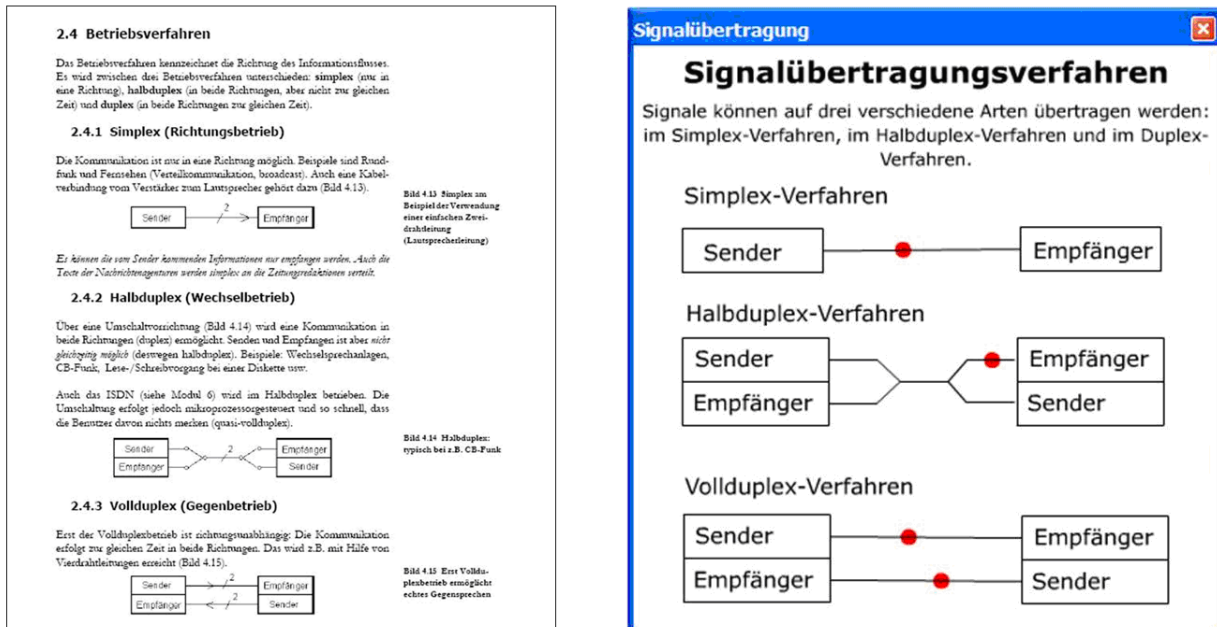 2.4 Betriebsverfahren
Das Betriebsverfahren kennzeichnet die Richtung des Informationsflusses.
Es wird zwischen drei Betriebsverfahren unterschieden: simplex (nur in
eine Richtung), halbduplex (in beide Richtungen, aber nicht zur gleichen
Zeit) und duplex (in beide Richtungen zur gleichen Zeit).
2.4.1 Simplex (Richtungsbetrieb)
Die Kommunikation ist nur in eine Richtung möglich. Beispiele sind Rund-
funk und Fernsehen (Verteilkommunikation, broadcast). Auch eine Kabel-
verbindung vom Verstärker zum Lautsprecher gehört dazu (Bild 4.13).
Bild 4.13 Simplex am
Beispiel der Verwendung
einer einfachen Zwei-
drahtleitung
(Lautsprecherleitung)
Sender 2 Empfänger
Es können die vom Sender kommenden Informationen nur empfangen werden. Auch die
Texte der Nachrichtenagenturen werden simplex an die Zeitungsredaktionen verteilt.
2.4.2 Halbduplex (Wechselbetrieb)
Über eine Umschaltvorrichtung (Bild 4.14) wird eine Kommunikation in
beide Richtungen (duplex) ermöglicht. Senden und Empfangen ist aber nicht
gleichzeitig möglich (deswegen halbduplex). Beispiele: Wechselsprechanlagen,
CB-Funk, Lese-/Schreibvorgang bei einer Diskette usw.
Auch das ISDN (siehe Modul 6) wird im Halbduplex betrieben. Die
Umschaltung erfolgt jedoch mikroprozessorgesteuert und so schnell, dass
die Benutzer davon nichts merken (quasi-vollduplex).
Bild 4.14 Halbduplex:
typisch bei z.B. CB-Funk
Sender 2 Empfänger
Empfänger Sender
2.4.3 Vollduplex (Gegenbetrieb)
Erst der Vollduplexbetrieb ist richtungsunabhängig: Die Kommunikation
erfolgt zur gleichen Zeit in beide Richtungen. Das wird z.B. mit Hilfe von
Vierdrahtleitungen erreicht (Bild 4.15).
Bild 4.15 Erst Volldu-
plexbetrieb ermöglicht
echtes Gegensprechen
Sender 2 Empfänger
Empfänger 2 Sender
Signalübertragung
Signalübertragungsverfahren
Signale können auf drei verschiedene Arten übertragen werden:
im Simplex-Verfahren, im Halbduplex-Verfahren und im Duplex-
Verfahren.
Simplex-Verfahren
Sender Empfänger
Halbduplex-Verfahren
Sender Empfänger
Empfänger Sender
Vollduplex-Verfahren
Sender Empfänger
Empfänger Sender